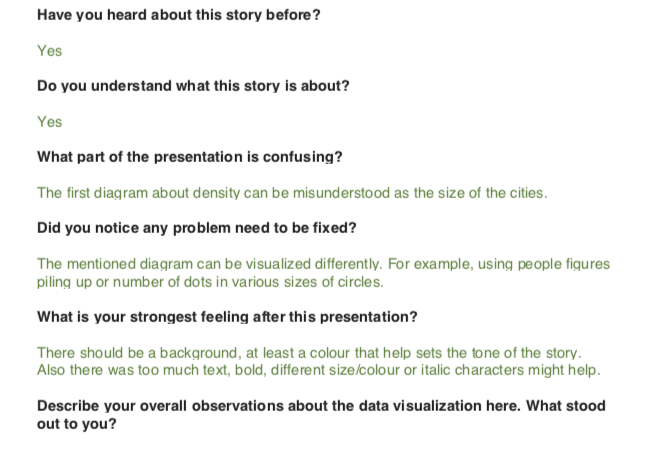 Have you heard about this story before?
Yes
Do you understand what this story is about?
Yes
What part of the presentation is confusing?
The first diagram about density can be misunderstood as the size of the cities.
Did you notice any problem need to be fixed?
The mentioned diagram can be visualized differently. For example, using people figures
piling up or number of dots in various sizes of circles.
What is your strongest feeling after this presentation?
There should be a background, at least a colour that help sets the tone of the story.
Also there was too much text, bold, different size/colour or italic characters might help.
Describe your overall observations about the data visualization here. What stood
out to you?